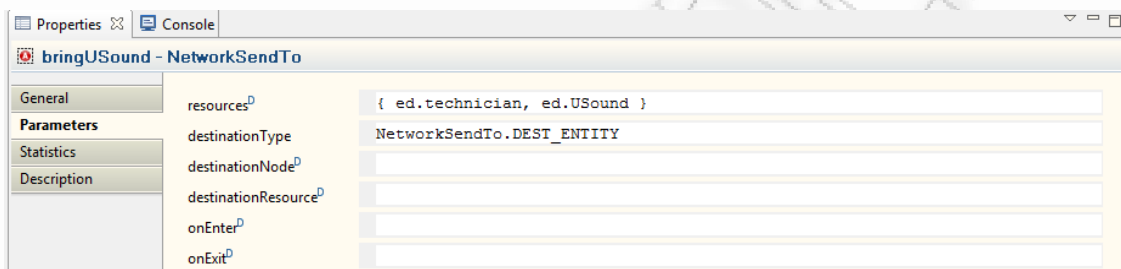 Properties Console
bringUSound - NetworkSendTo
General
Parameters
Statistics
Description
resourcesD { ed.technician, ed.USound }
destinationType NetworkSendTo.DEST_ENTITY
destinationNodeD
destinationResourceD
onEnterD
onExitD